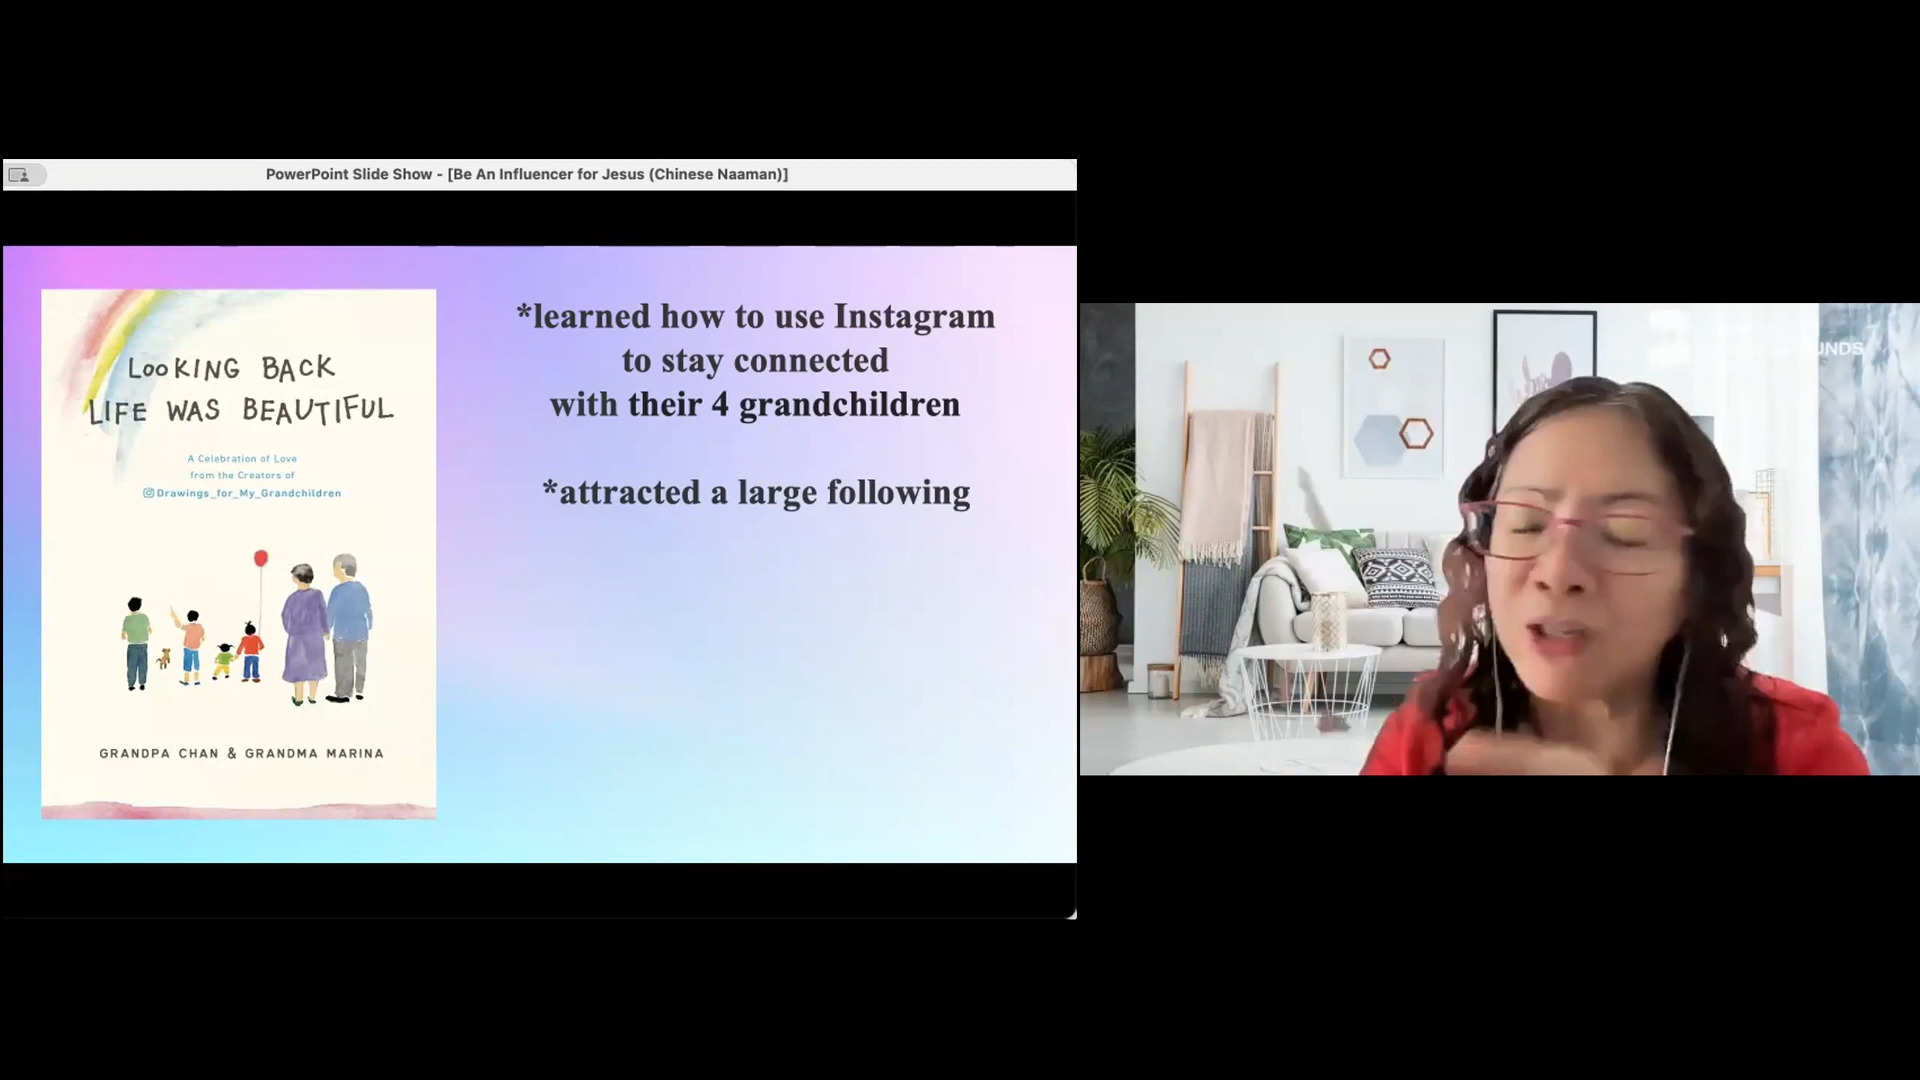 PowerPoint Slide Show - [Be An Influencer for Jesus (Chinese Naaman)]
LOOKING BACK
LIFE WAS BEAUTIFUL
A Celebration of Love
from the Creators of
Drawings_for_My_Grandchildren
GRANDPA CHAN & GRANDMA MARINA
*learned how to use Instagram
to stay connected
with their 4 grandchildren
*attracted a large following